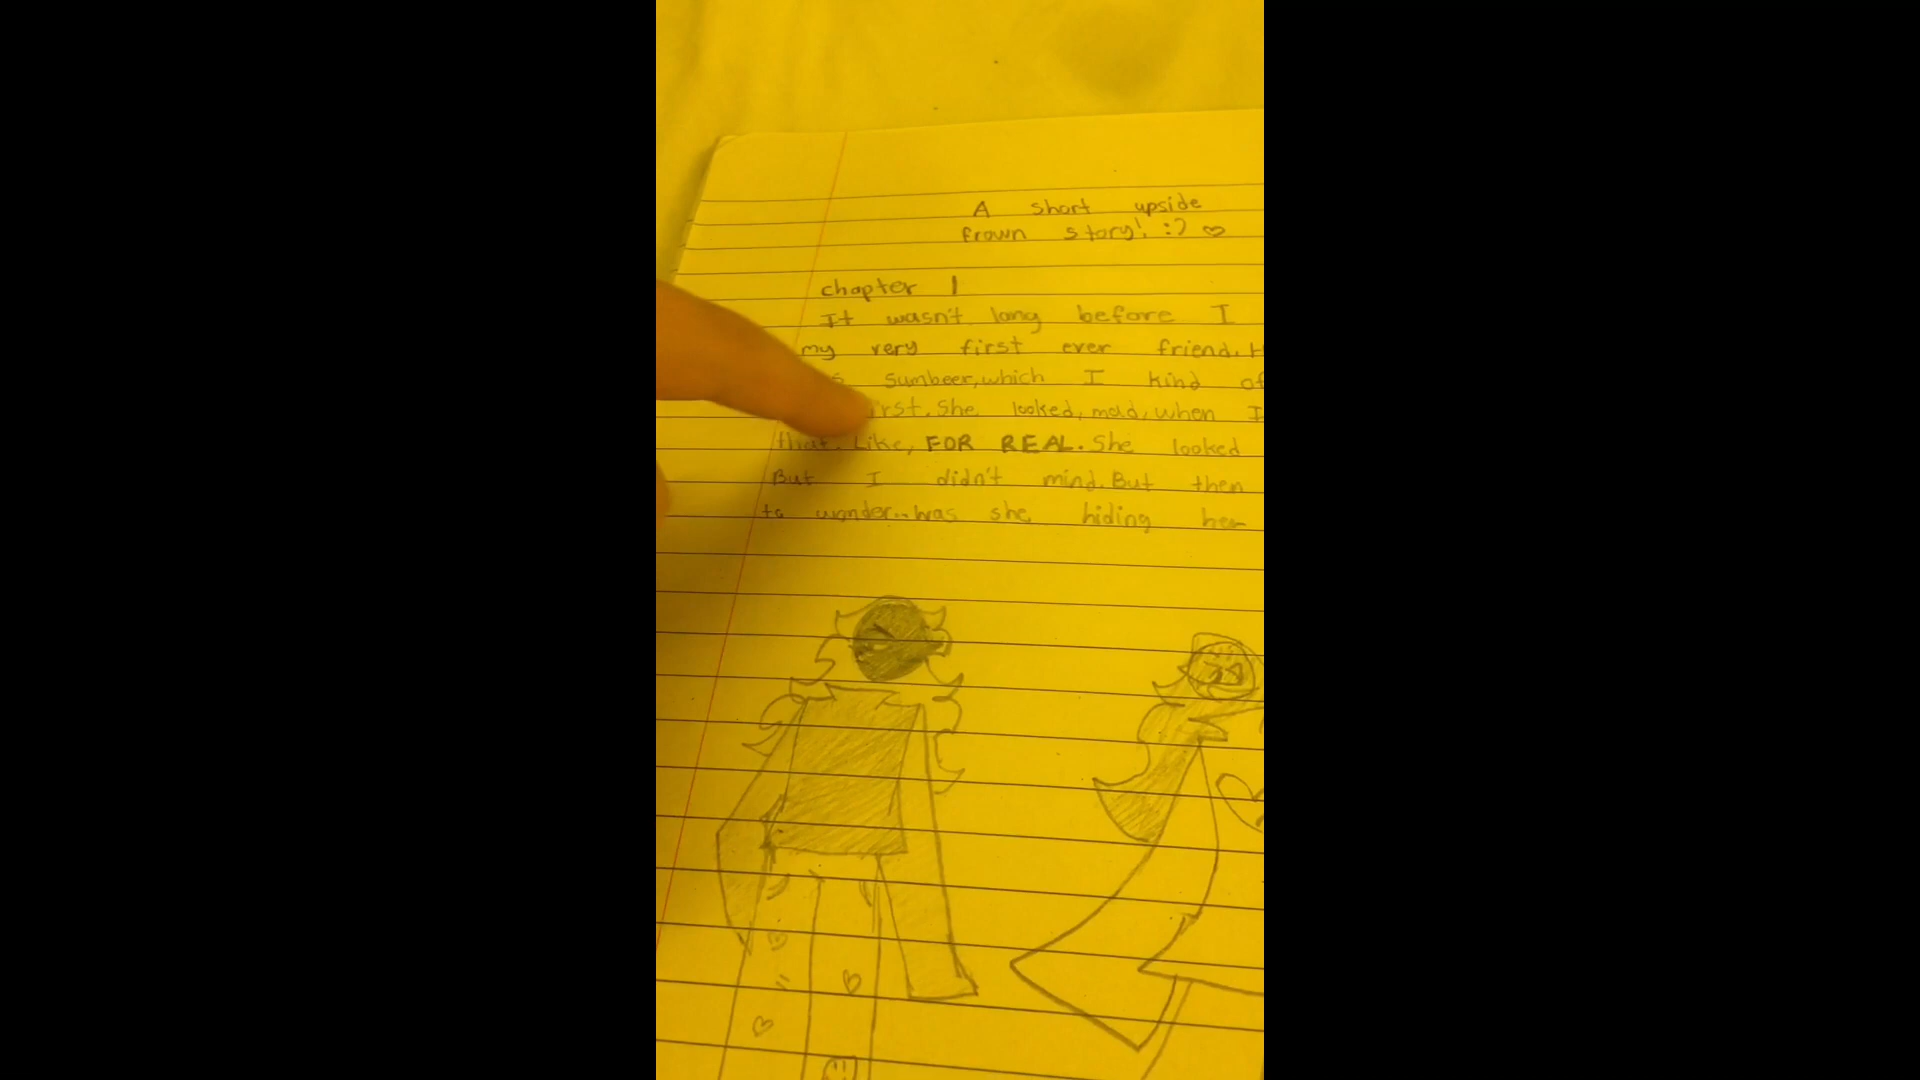 A short upside
frown story! :) ♡
chapter 1
It wasn't long before I
my very first ever friend.
sumbeer, which I kind of
She looked, mad, when I
that. Like, FOR REAL. She looked
But I didn't mind. But then
to wonder.. was she hiding her